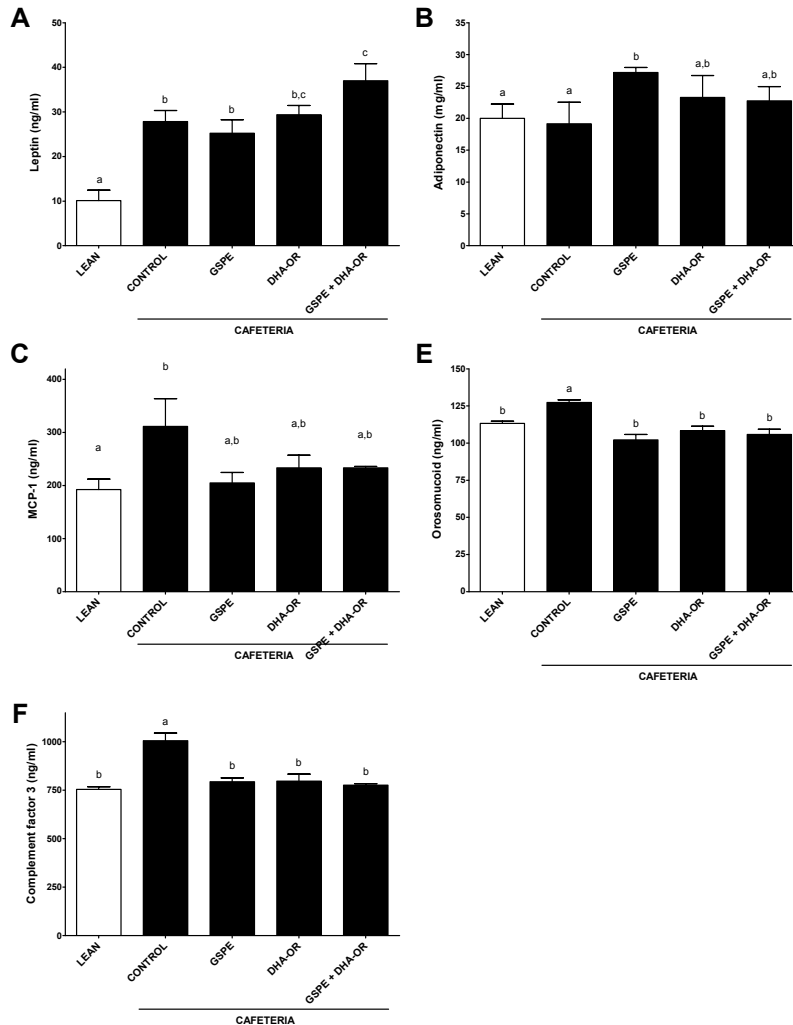 A
Leptin (ng/ml)
50
40
30
20
10
0
a
b
b
b,c
c
LEAN
CONTROL
GSPE
DHA-OR
GSPE + DHA-OR
CAFETERIA
B
Adiponectin (mg/ml)
35
30
25
20
15
10
5
0
a
a
b
a,b
a,b
LEAN
CONTROL
GSPE
DHA-OR
GSPE + DHA-OR
CAFETERIA
C
MCP-1 (ng/ml)
400
300
200
100
0
a
b
a,b
a,b
a,b
LEAN
CONTROL
GSPE
DHA-OR
GSPE + DHA-OR
CAFETERIA
E
Orosomucoid (ng/ml)
150
125
100
75
50
25
0
b
a
b
b
b
LEAN
CONTROL
GSPE
DHA-OR
GSPE + DHA-OR
CAFETERIA
F
Complement factor 3 (ng/ml)
1000
750
500
250
0
b
a
b
b
b
LEAN
CONTROL
GSPE
DHA-OR
GSPE + DHA-OR
CAFETERIA